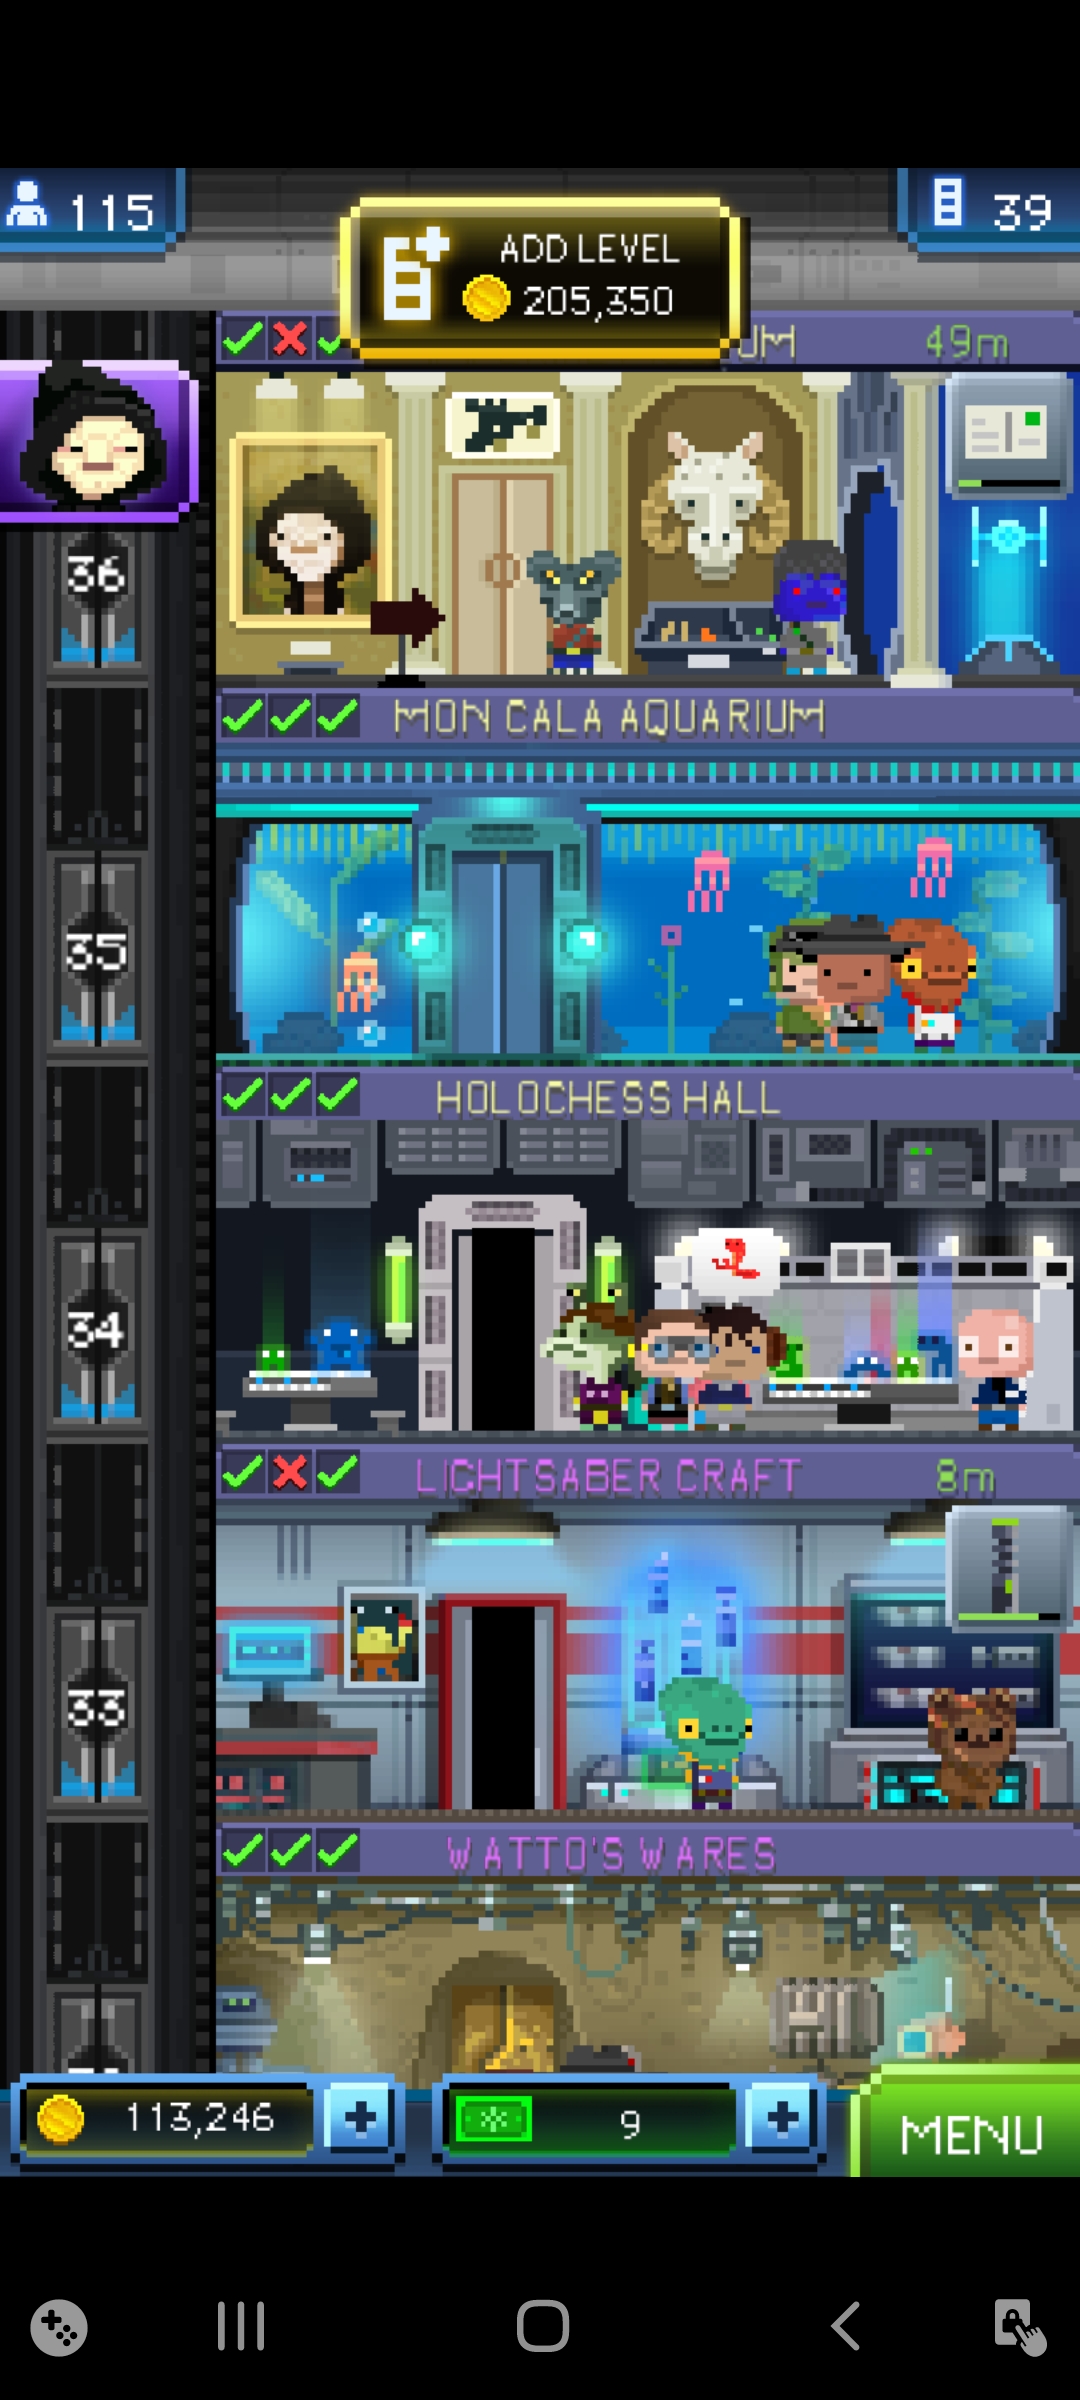 115
39
ADD LEVEL
205,350
UM
49m
36
MON CALA AQUARIUM
35
HOLOCHESS HALL
34
LIGHTSABER CRAFT
8m
33
WATTO'S WARES
113,246
9
MENU